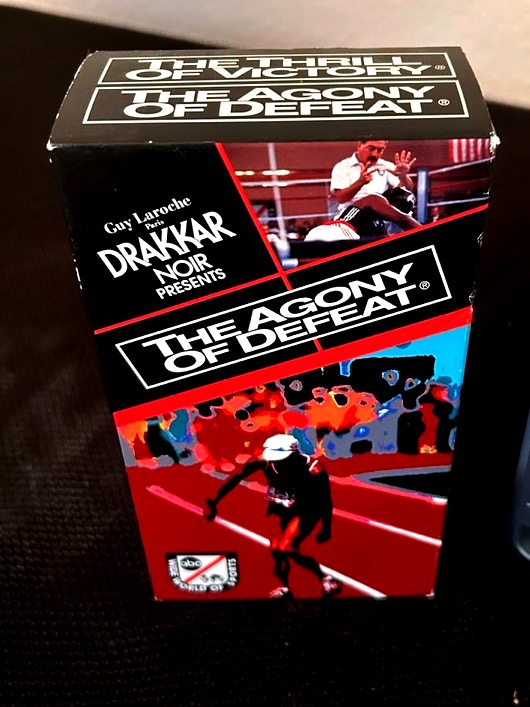 THE THRILL
OF VICTORY®
THE AGONY
OF DEFEAT®
Guy Laroche
Paris
DRAKKAR
NOIR
PRESENTS
THE AGONY
OF DEFEAT®
abc
WIDE WORLD OF SPORTS